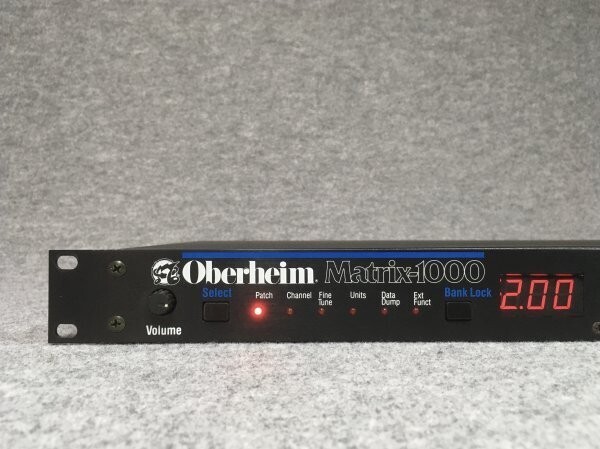 Oberheim® Matrix-1000
Select
Patch
Channel
Fine
Tune
Units
Data
Dump
Ext
Funct
Bank Lock
2.00
Volume